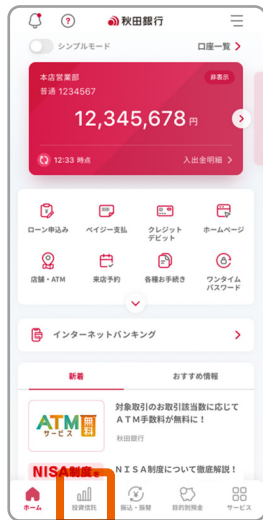 ?
秋田銀行
シンプルモード
口座一覧
本店営業部
非表示
普通 1234567
12,345,678 円
12:33 時点
入出金明細
ローン申込み
ペイジー支払
クレジット
デビット
ホームページ
店舗・ATM
来店予約
各種お手続き
ワンタイム
パスワード
インターネットバンキング
新着
おすすめ情報
ATM無料
サービス
対象取引のお取引該当数に応じて
ATM手数料が無料に!
秋田銀行
NISA制度
NISA制度について徹底解説!
ホーム
投資信託
振込・振替
目的別預金
サービス